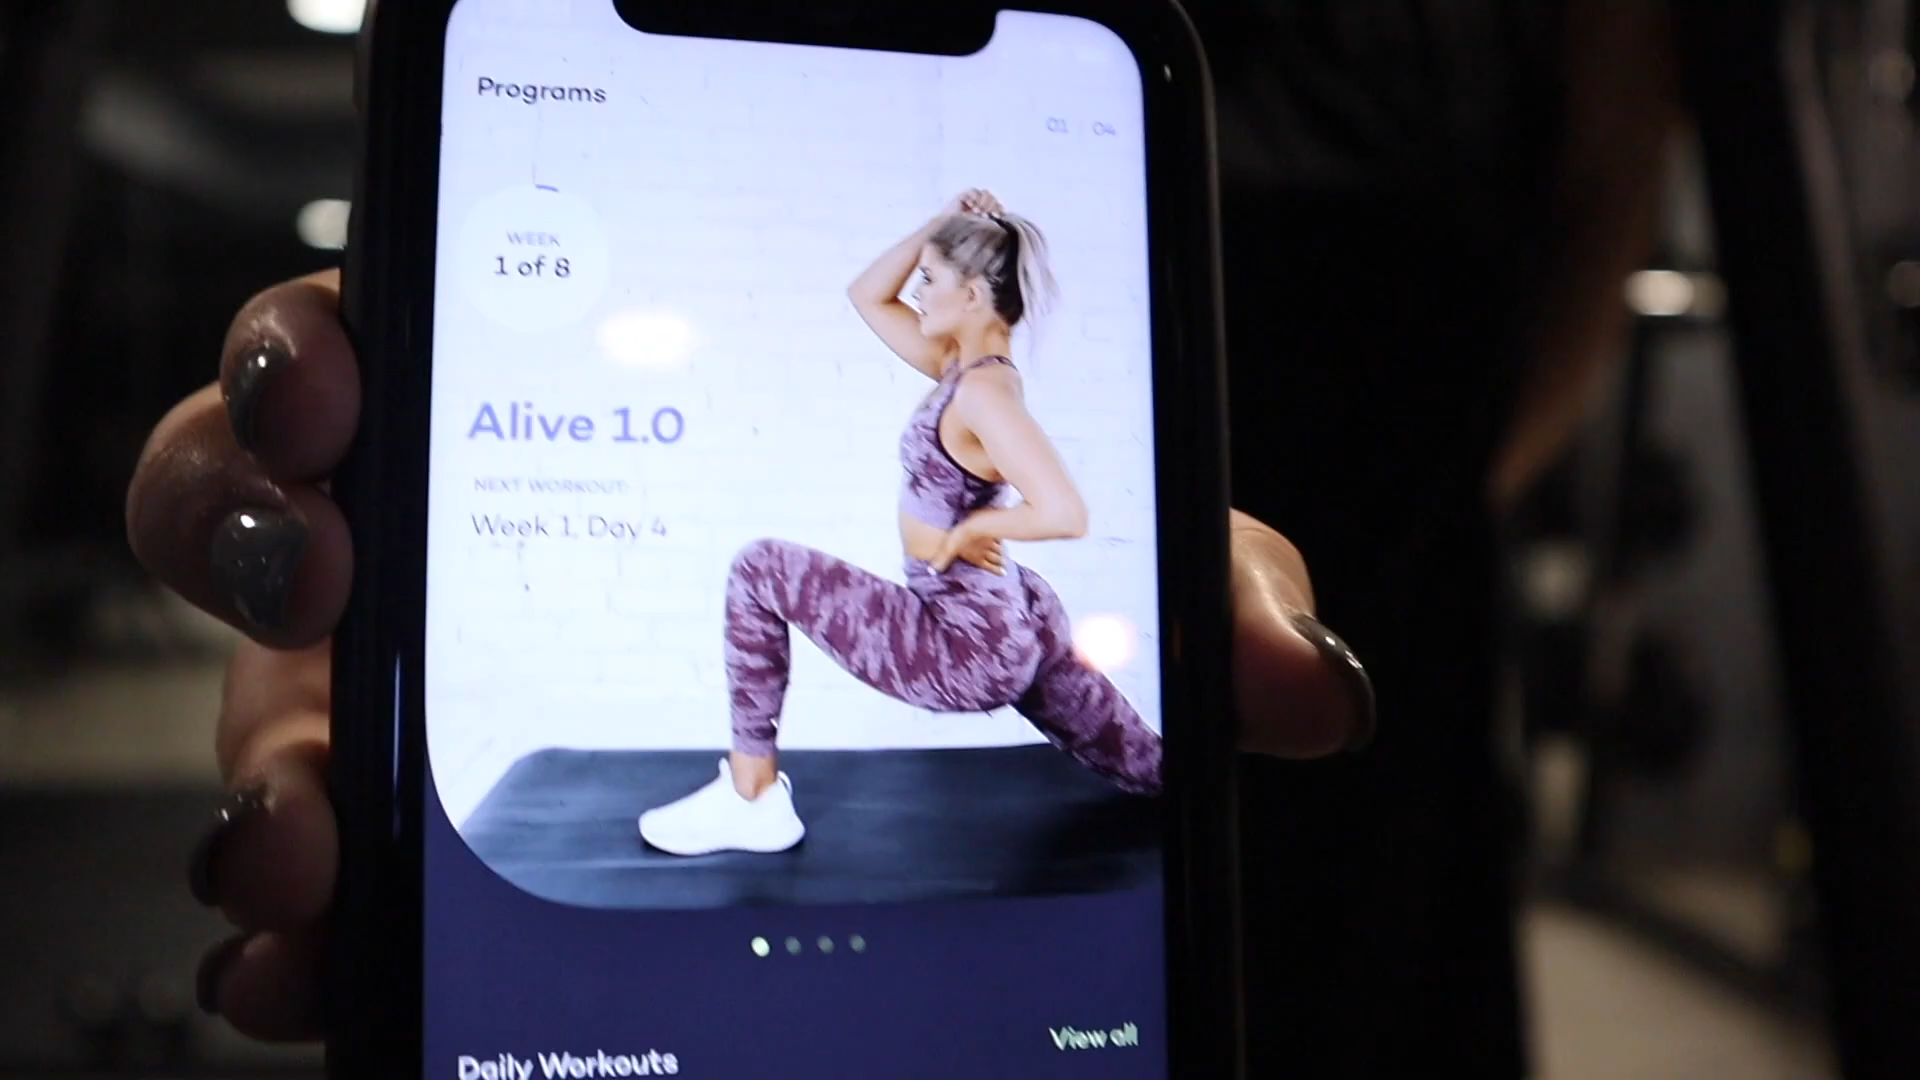 Programs
01 04
WEEK
1 of 8
Alive 1.0
NEXT WORKOUT:
Week 1, Day 4
View all
Daily Workouts